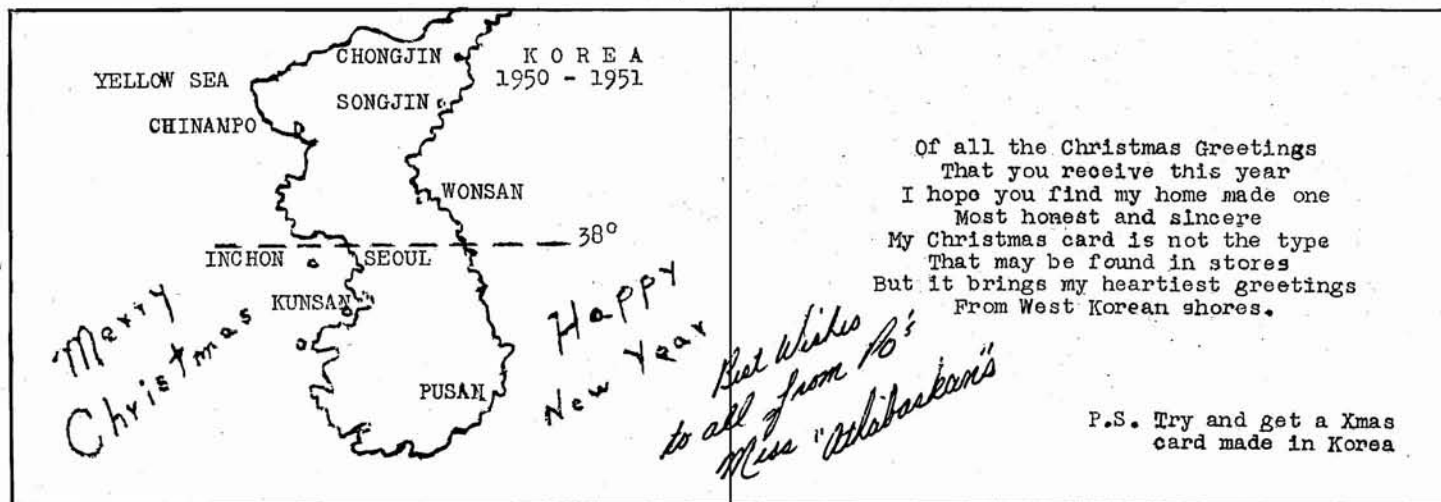 CHONGJIN
K O R E A
1950 - 1951
YELLOW SEA
SONGJIN
CHINAMPO
WONSAN
38°
INCHON
SEOUL
KUNSAN
PUSAN
Merry
Christmas
Happy
New Year
Best Wishes
to all from PO's
Mess "Athabaskan's"
Of all the Christmas Greetings
That you receive this year
I hope you find my home made one
Most honest and sincere
My Christmas card is not the type
That may be found in stores
But it brings my heartiest greetings
From West Korean shores.
P.S. Try and get a Xmas
card made in Korea